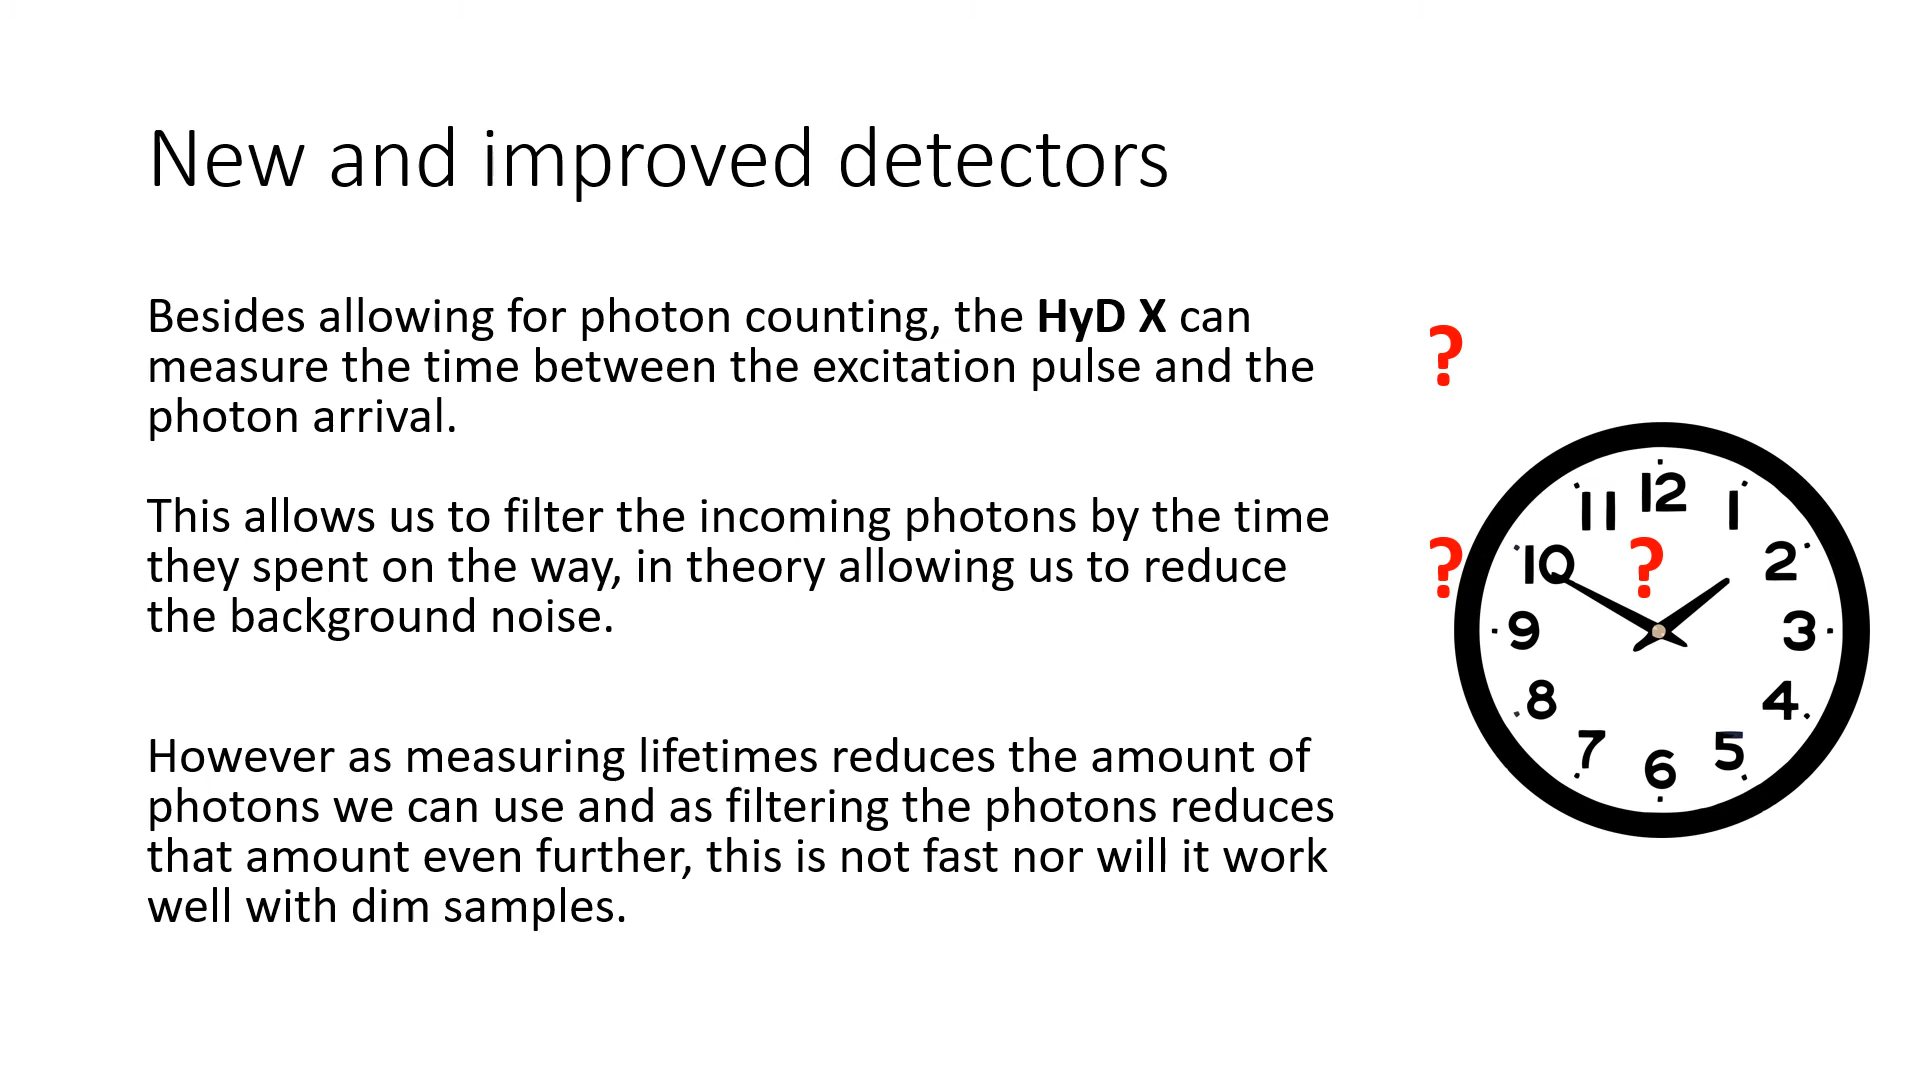 New and improved detectors
Besides allowing for photon counting, the HyD X can
measure the time between the excitation pulse and the
photon arrival.
This allows us to filter the incoming photons by the time
they spent on the way, in theory allowing us to reduce
the background noise.
However as measuring lifetimes reduces the amount of
photons we can use and as filtering the photons reduces
that amount even further, this is not fast nor will it work
well with dim samples.
?
?
?
12
1
2
3
4
5
6
7
8
9
10
11